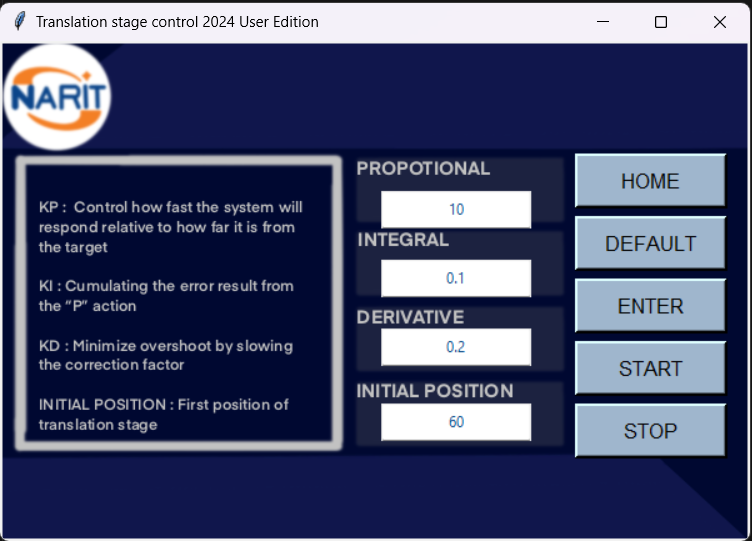 Translation stage control 2024 User Edition
NARIT
KP : Control how fast the system will
respond relative to how far it is from
the target
KI : Cumulating the error result from
the “P” action
KD : Minimize overshoot by slowing
the correction factor
INITIAL POSITION : First position of
translation stage
PROPOTIONAL
10
INTEGRAL
0.1
DERIVATIVE
0.2
INITIAL POSITION
60
HOME
DEFAULT
ENTER
START
STOP